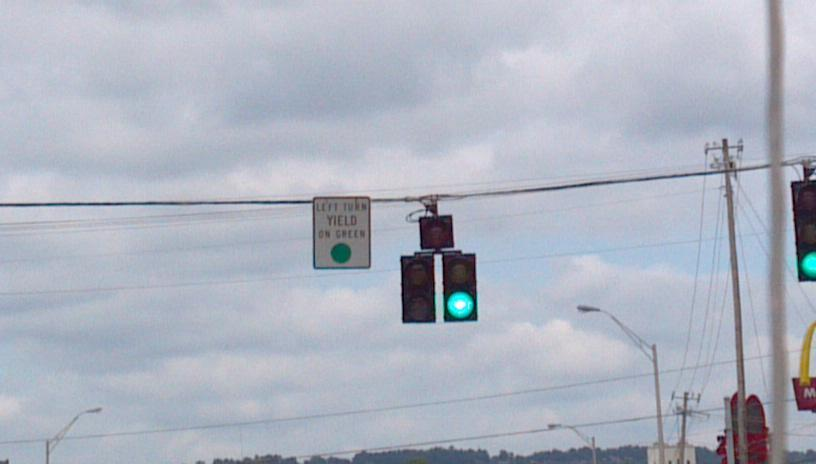 LEFT TURN
YIELD
ON GREEN
M